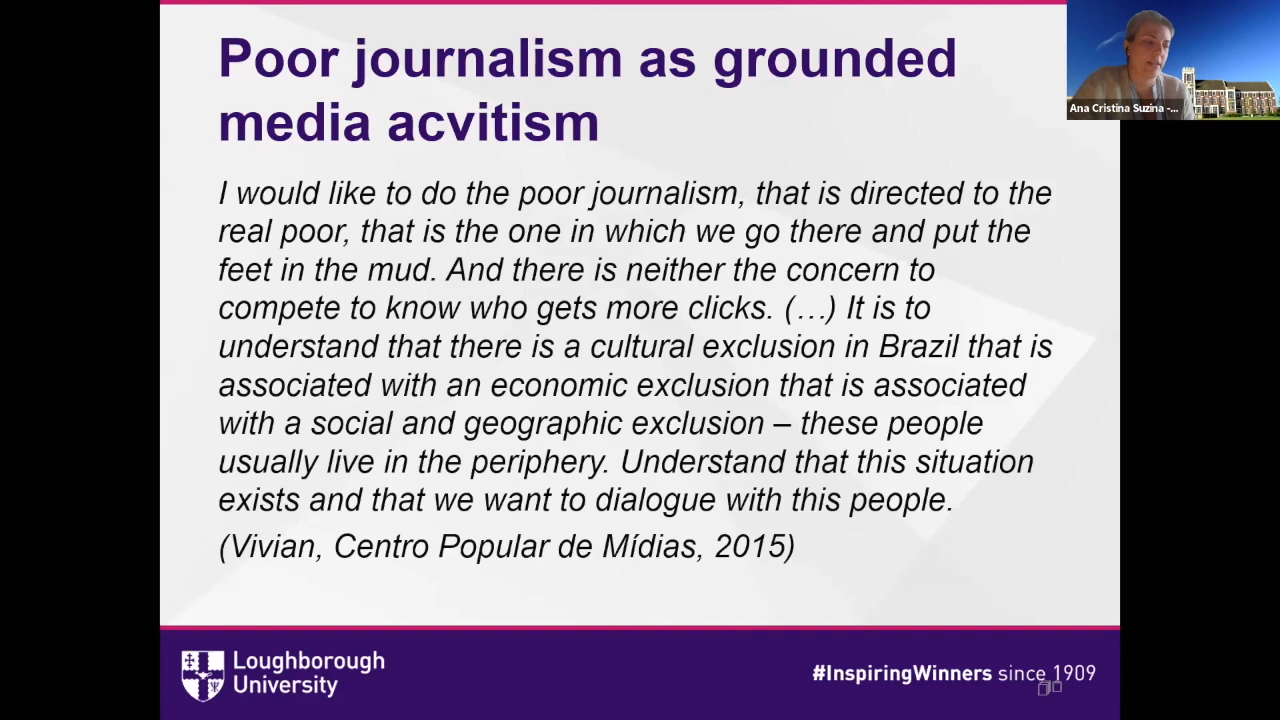 Poor journalism as grounded
media acvitism
I would like to do the poor journalism, that is directed to the
real poor, that is the one in which we go there and put the
feet in the mud. And there is neither the concern to
compete to know who gets more clicks. (…) It is to
understand that there is a cultural exclusion in Brazil that is
associated with an economic exclusion that is associated
with a social and geographic exclusion – these people
usually live in the periphery. Understand that this situation
exists and that we want to dialogue with this people.
(Vivian, Centro Popular de Mídias, 2015)
Ana Cristina Suzina -...
Loughborough
University
#InspiringWinners since 1909